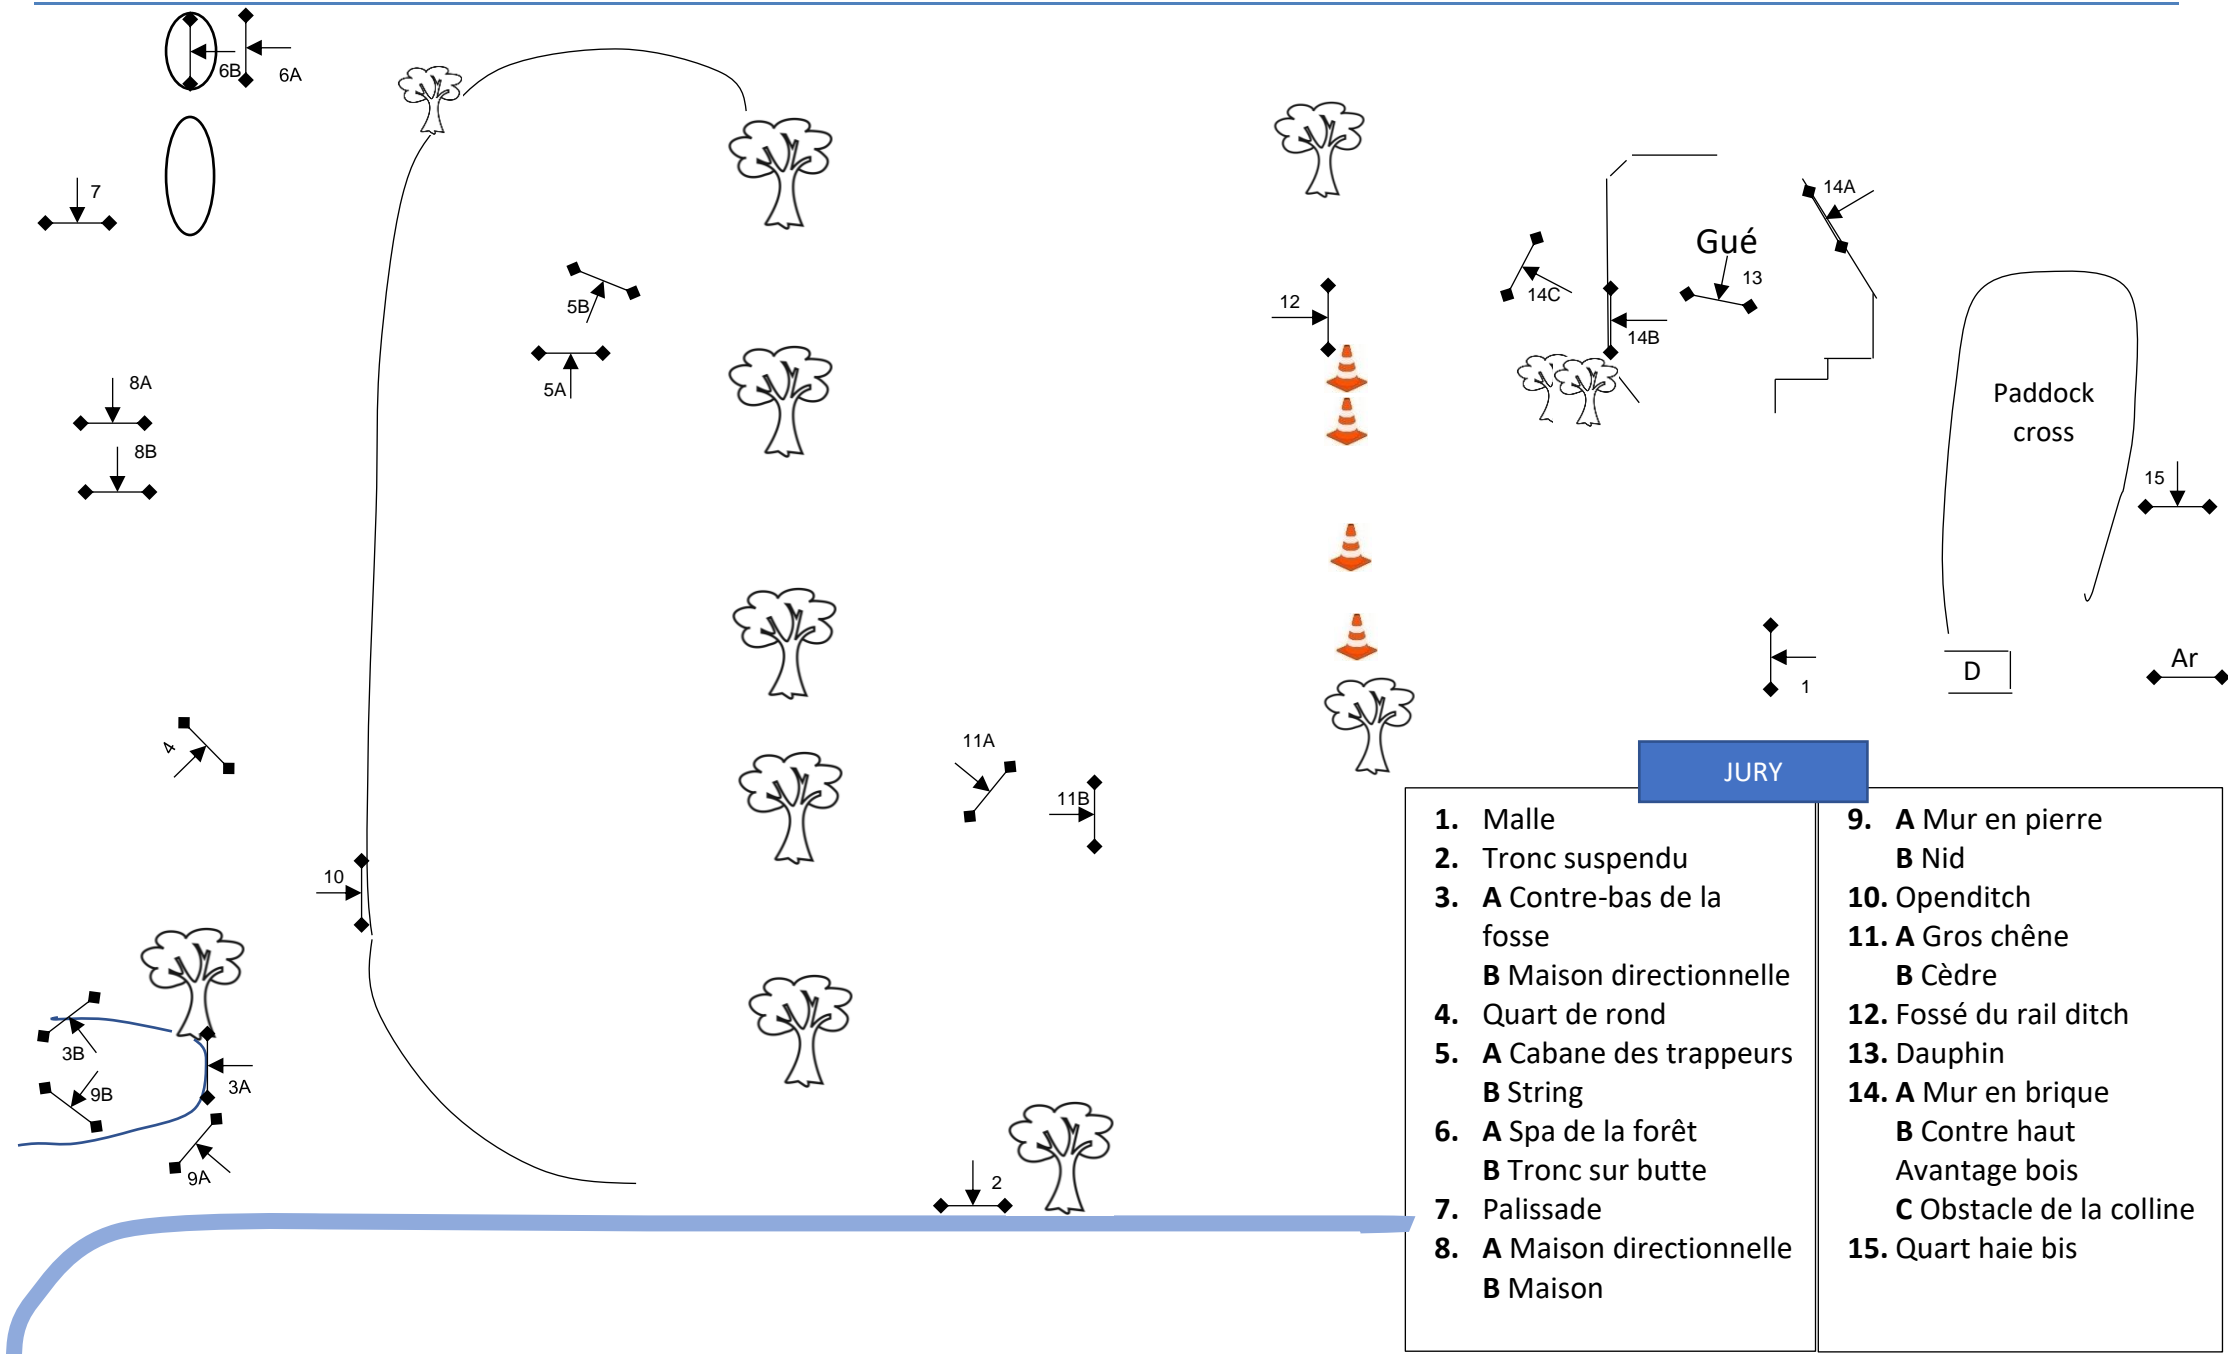 6B
6A
7
14A
Gué
13
5B
12
14C
14B
5A
8A
8B
Paddock
cross
15
D
Ar
1
4
11A
11B
10
JURY
3B
9B
3A
9A
2
1. Malle
2. Tronc suspendu
3. A Contre-bas de la
fosse
B Maison directionnelle
4. Quart de rond
5. A Cabane des trappeurs
B String
6. A Spa de la forêt
B Tronc sur butte
7. Palissade
8. A Maison directionnelle
B Maison
9. A Mur en pierre
B Nid
10. Openditch
11. A Gros chêne
B Cèdre
12. Fossé du rail ditch
13. Dauphin
14. A Mur en brique
B Contre haut
Avantage bois
C Obstacle de la colline
15. Quart haie bis